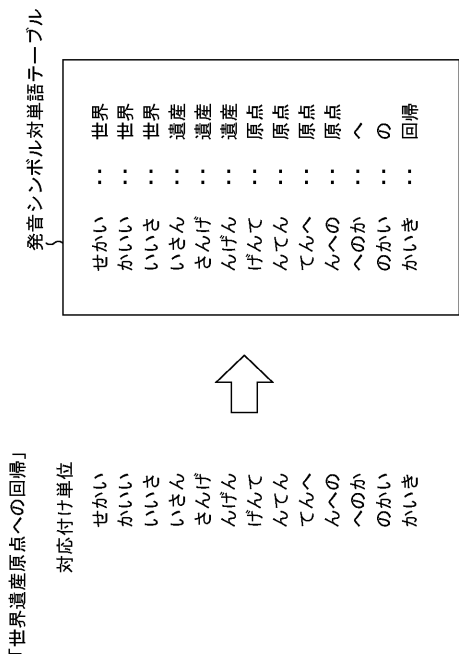 「世界遺産原点への回帰」
対応付け単位
せかい
かいい
いいさ
いさん
さんげ
んげん
げんて
んてん
てんへ
んへの
へのか
のかい
かいき
発音シンボル対単語テーブル
せかい : 世界
かいい : 世界
いいさ : 世界
いさん : 遺産
さんげ : 遺産
んげん : 遺産
げんて : 原点
んてん : 原点
てんへ : 原点
んへの : 原点
へのか : へ
のかい : の
かいき : 回帰